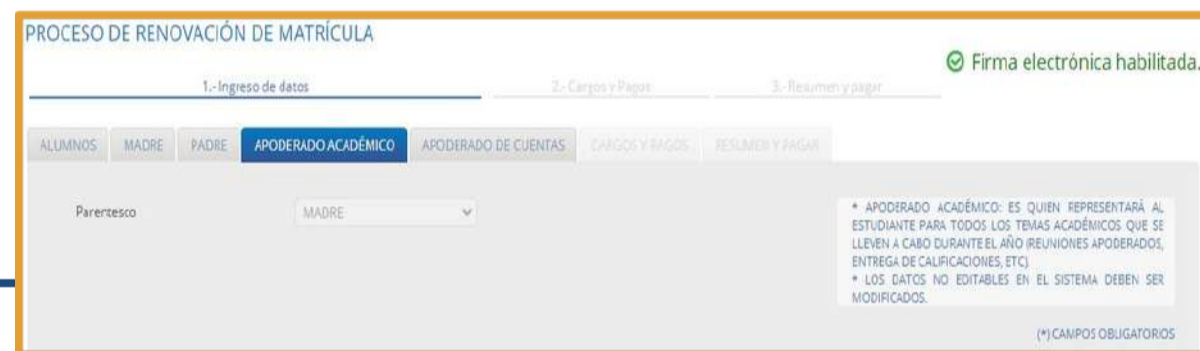 PROCESO DE RENOVACIÓN DE MATRÍCULA
Firma electrónica habilitada.
1.- Ingreso de datos
2.- Cargos y Pagos
3.- Resumen y pagar
ALUMNOS
MADRE
PADRE
APODERADO ACADÉMICO
APODERADO DE CUENTAS
CARGOS Y PAGOS
RESUMEN Y PAGAR
Parentesco
MADRE
* APODERADO ACADÉMICO: ES QUIEN REPRESENTARÁ AL
ESTUDIANTE PARA TODOS LOS TEMAS ACADÉMICOS QUE SE
LLEVEN A CABO DURANTE EL AÑO (REUNIONES APODERADOS,
ENTREGA DE CALIFICACIONES, ETC)
* LOS DATOS NO EDITABLES EN EL SISTEMA DEBEN SER
MODIFICADOS.
(*) CAMPOS OBLIGATORIOS